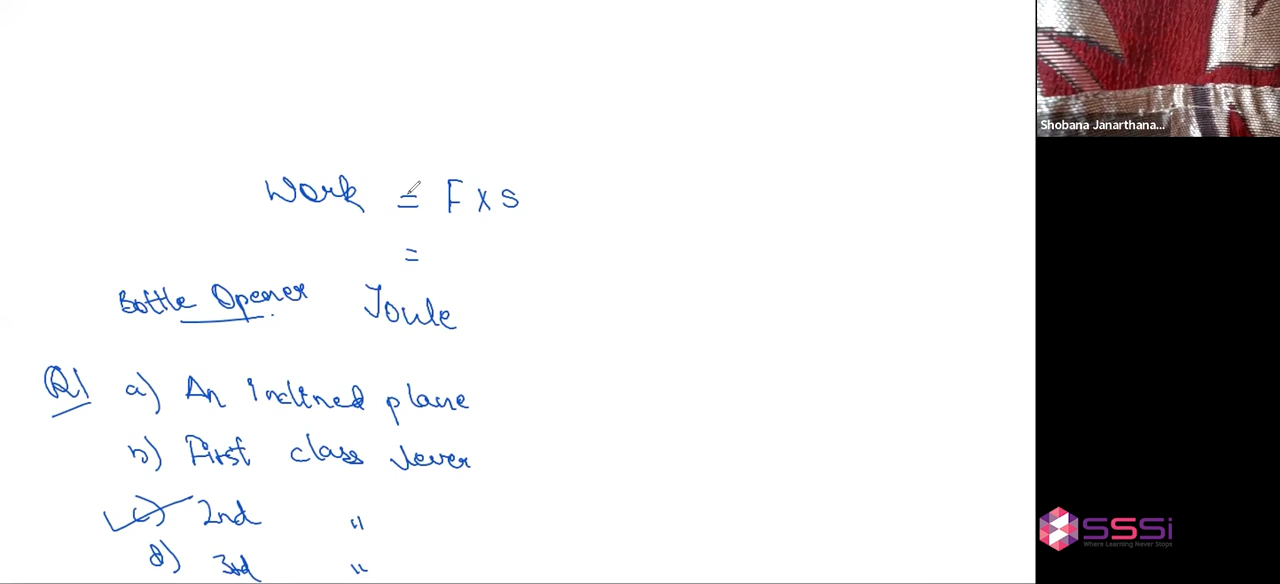 Work = F x s
=
Bottle Opener Joule
Q1 a) An inclined plane
b) First class lever
c) 2nd "
d) 3rd "
Shobana Janarthana...
SSSi
Where Learning Never Stops